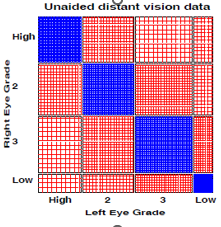 Unaided distant vision data
High
2
3
Low
Right Eye Grade
High 2 3 Low
Left Eye Grade